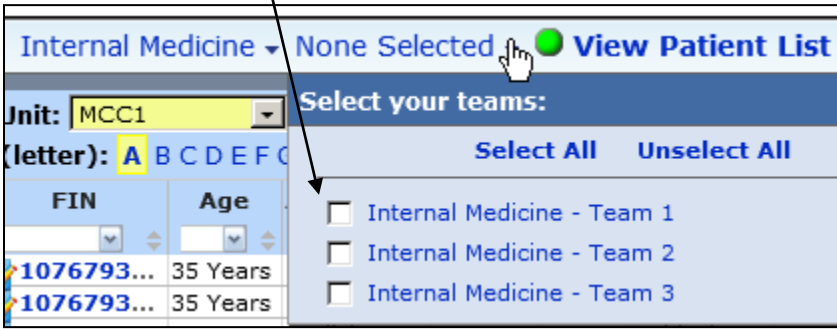 Internal Medicine None Selected View Patient List
Unit: MCC1
Select your teams:
(letter): A B C D E F
Select All Unselect All
FIN Age
Internal Medicine - Team 1
Internal Medicine - Team 2
1076793... 35 Years
Internal Medicine - Team 3
1076793... 35 Years